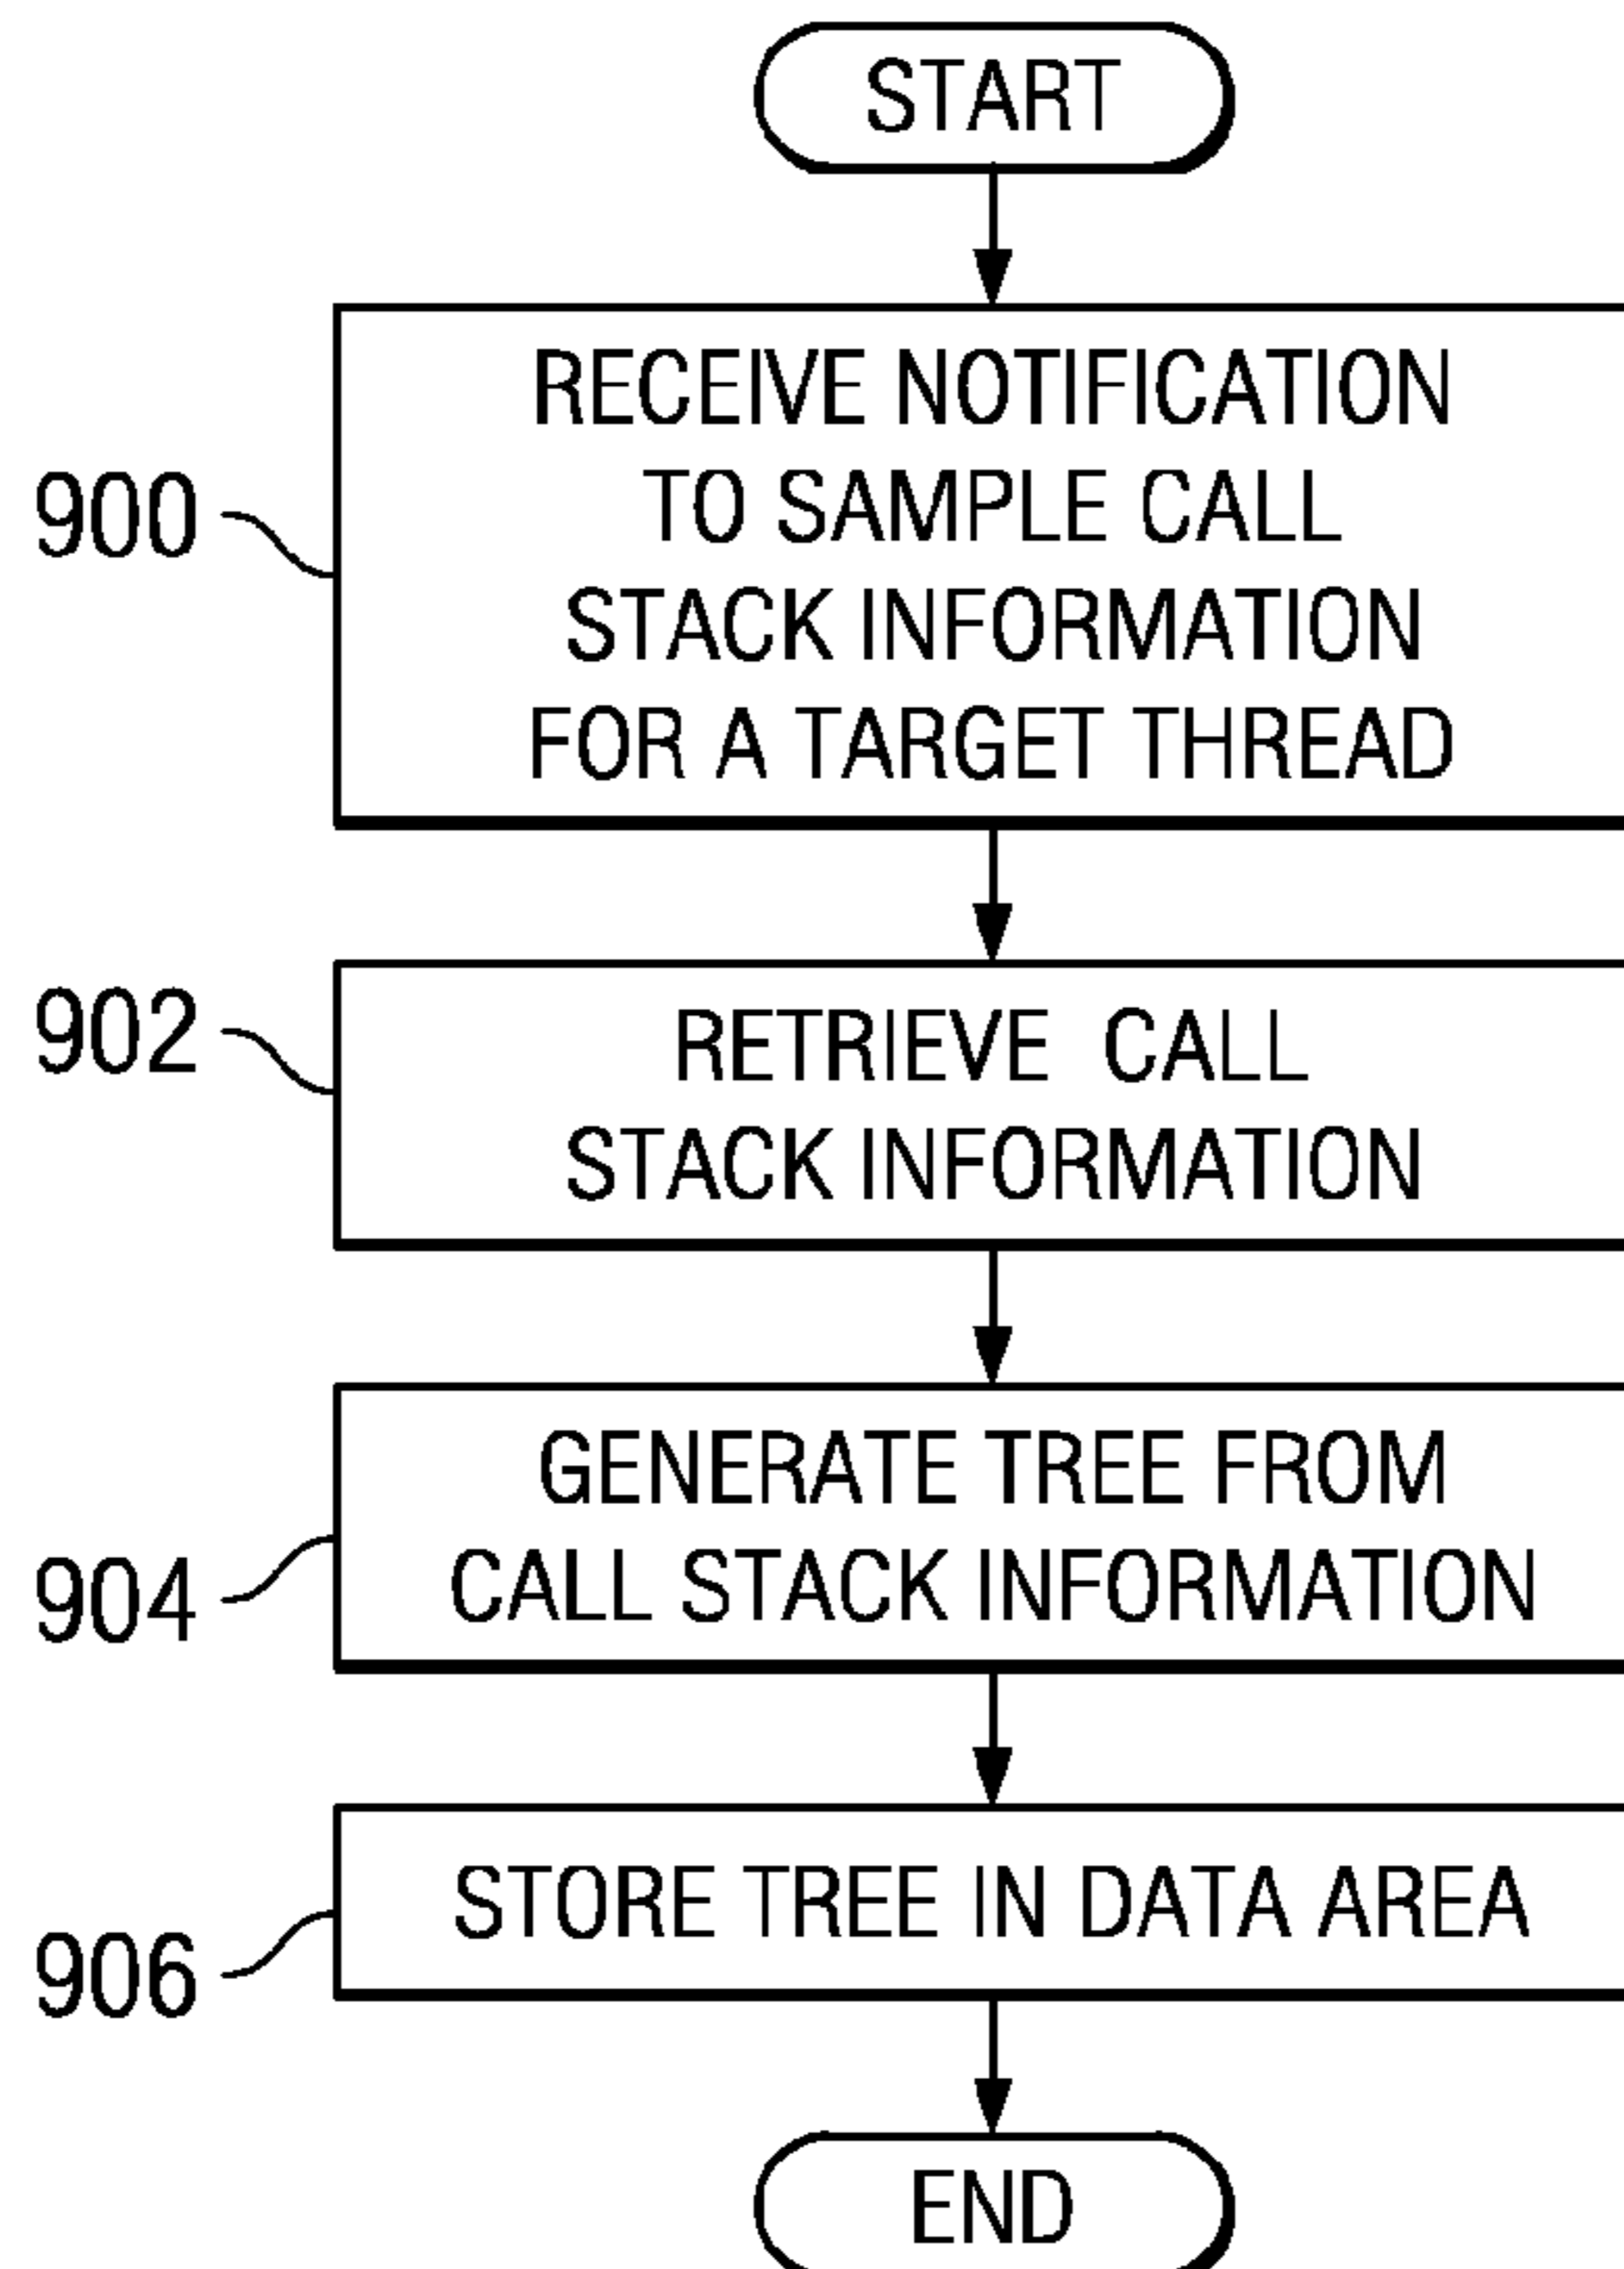 START
RECEIVE NOTIFICATION
TO SAMPLE CALL
STACK INFORMATION
FOR A TARGET THREAD
900
902
RETRIEVE CALL
STACK INFORMATION
GENERATE TREE FROM
CALL STACK INFORMATION
904
STORE TREE IN DATA AREA
906
END